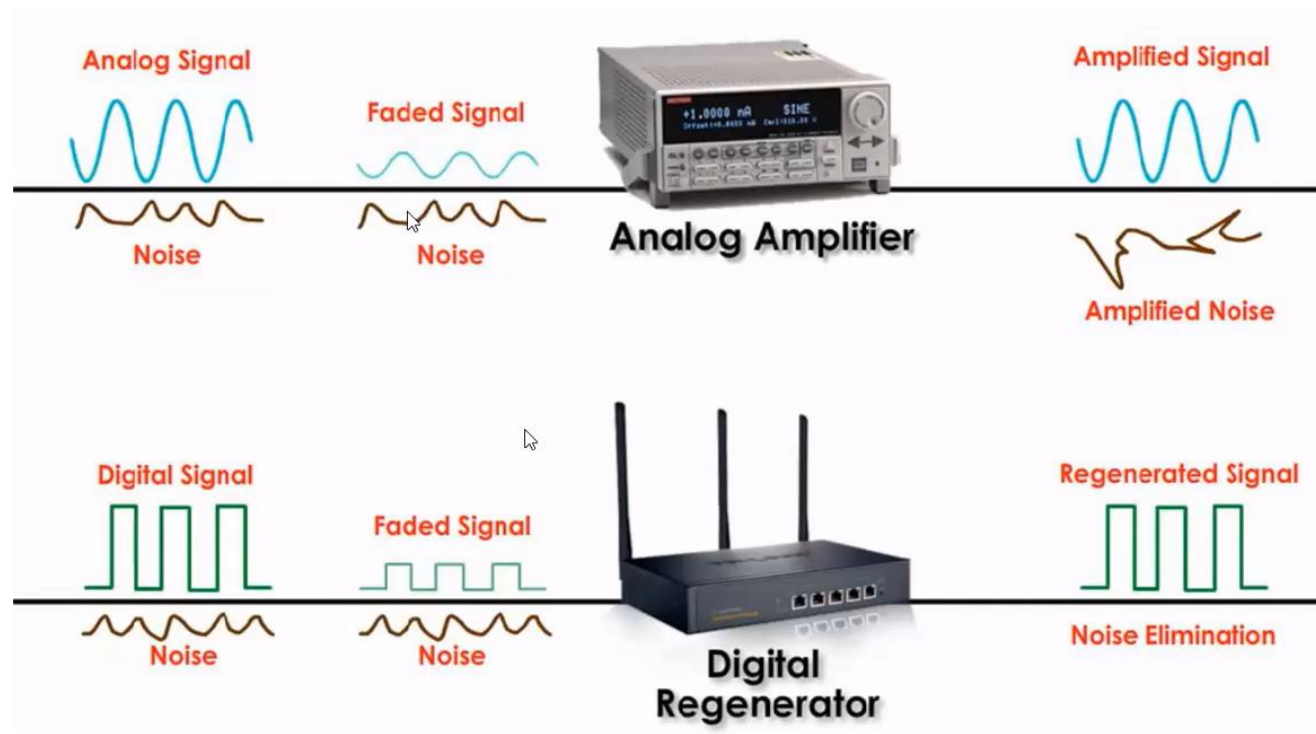 Analog Signal
Faded Signal
Noise
Noise
+1.0000 mA SINE
Analog Amplifier
Amplified Signal
Amplified Noise
Digital Signal
Faded Signal
Noise
Noise
Digital
Regenerator
Regenerated Signal
Noise Elimination